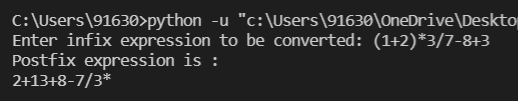 C:\Users\91630>python -u "c:\Users\91630\OneDrive\Deskto
Enter infix expression to be converted: (1+2)*3/7-8+3
Postfix expression is :
2+13+8-7/3*